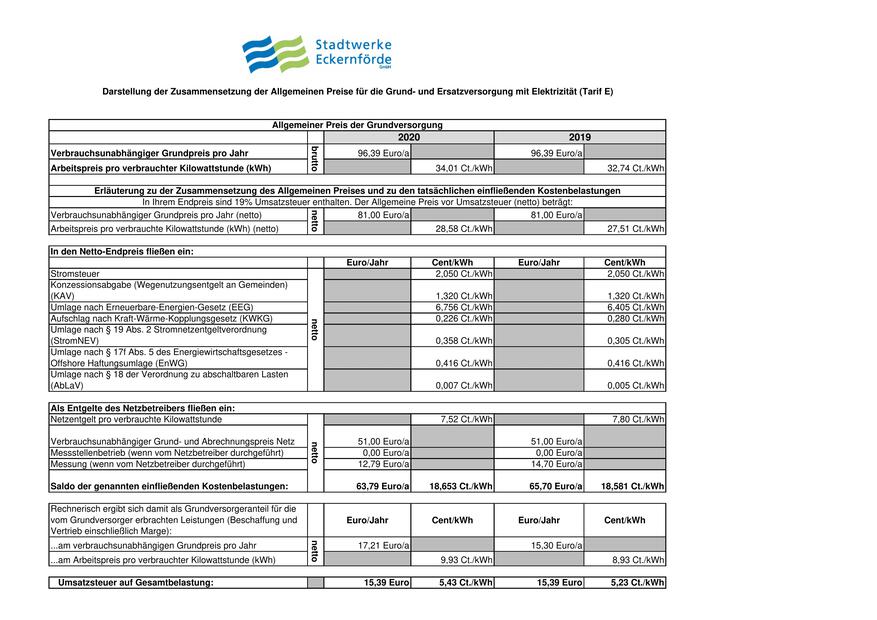 Stadtwerke
Eckernförde
GmbH
Darstellung der Zusammensetzung der Allgemeinen Preise für die Grund- und Ersatzversorgung mit Elektrizität (Tarif E)
Allgemeiner Preis der Grundversorgung
2020 2019
Verbrauchsunabhängiger Grundpreis pro Jahr brutto 96,39 Euro/a 96,39 Euro/a
Arbeitspreis pro verbrauchter Kilowattstunde (kWh) 34,01 Ct./kWh 32,74 Ct./kWh
Erläuterung zu der Zusammensetzung des Allgemeinen Preises und zu den tatsächlichen einfließenden Kostenbelastungen
In Ihrem Endpreis sind 19% Umsatzsteuer enthalten. Der Allgemeine Preis vor Umsatzsteuer (netto) beträgt:
Verbrauchsunabhängiger Grundpreis pro Jahr (netto) netto 81,00 Euro/a 81,00 Euro/a
Arbeitspreis pro verbrauchte Kilowattstunde (kWh) (netto) 28,58 Ct./kWh 27,51 Ct./kWh
In den Netto-Endpreis fließen ein:
Euro/Jahr Cent/kWh Euro/Jahr Cent/kWh
Stromsteuer 2,050 Ct./kWh 2,050 Ct./kWh
Konzessionsabgabe (Wegenutzungsentgelt an Gemeinden)
(KAV) 1,320 Ct./kWh 1,320 Ct./kWh
Umlage nach Erneuerbare-Energien-Gesetz (EEG) 6,756 Ct./kWh 6,405 Ct./kWh
Aufschlag nach Kraft-Wärme-Kopplungsgesetz (KWKG) 0,226 Ct./kWh 0,280 Ct./kWh
Umlage nach § 19 Abs. 2 Stromnetzentgeltverordnung netto
(StromNEV) 0,358 Ct./kWh 0,305 Ct./kWh
Umlage nach § 17f Abs. 5 des Energiewirtschaftsgesetzes -
Offshore Haftungsumlage (EnWG) 0,416 Ct./kWh 0,416 Ct./kWh
Umlage nach § 18 der Verordnung zu abschaltbaren Lasten
(AbLaV) 0,007 Ct./kWh 0,005 Ct./kWh
Als Entgelte des Netzbetreibers fließen ein:
Netzentgelt pro verbrauchte Kilowattstunde 7,52 Ct./kWh 7,80 Ct./kWh
Verbrauchsunabhängiger Grund- und Abrechnungspreis Netz netto 51,00 Euro/a 51,00 Euro/a
Messstellenbetrieb (wenn vom Netzbetreiber durchgeführt) 0,00 Euro/a 0,00 Euro/a
Messung (wenn vom Netzbetreiber durchgeführt) 12,79 Euro/a 14,70 Euro/a
Saldo der genannten einfließenden Kostenbelastungen: 63,79 Euro/a 18,653 Ct./kWh 65,70 Euro/a 18,581 Ct./kWh
Rechnerisch ergibt sich damit als Grundversorgeranteil für die
vom Grundversorger erbrachten Leistungen (Beschaffung und Euro/Jahr Cent/kWh Euro/Jahr Cent/kWh
Vertrieb einschließlich Marge):
...am verbrauchsunabhängigen Grundpreis pro Jahr netto 17,21 Euro/a 15,30 Euro/a
...am Arbeitspreis pro verbrauchter Kilowattstunde (kWh) 9,93 Ct./kWh 8,93 Ct./kWh
Umsatzsteuer auf Gesamtbelastung: 15,39 Euro 5,43 Ct./kWh 15,39 Euro 5,23 Ct./kWh